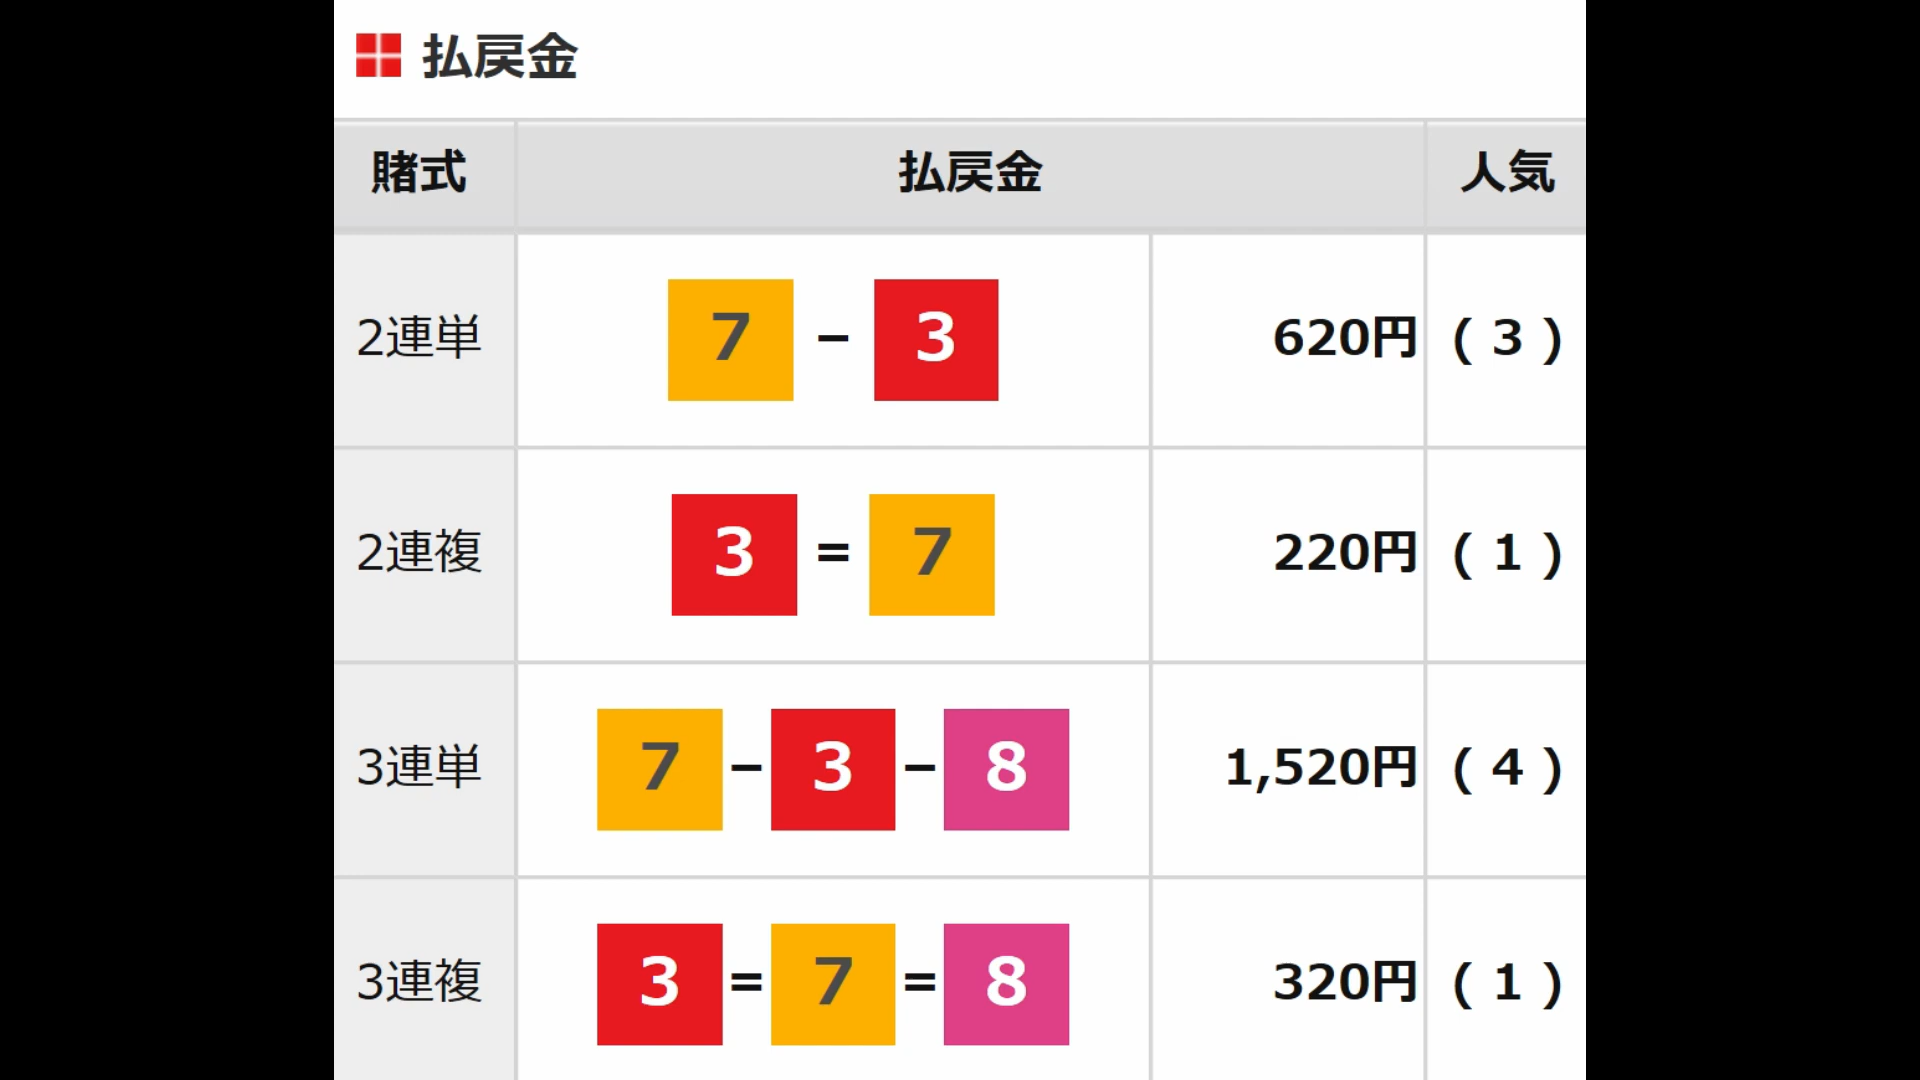 払戻金
賭式 払戻金 人気
2連単 7 - 3 620円 ( 3 )
2連複 3 = 7 220円 ( 1 )
3連単 7 - 3 - 8 1,520円 ( 4 )
3連複 3 = 7 = 8 320円 ( 1 )